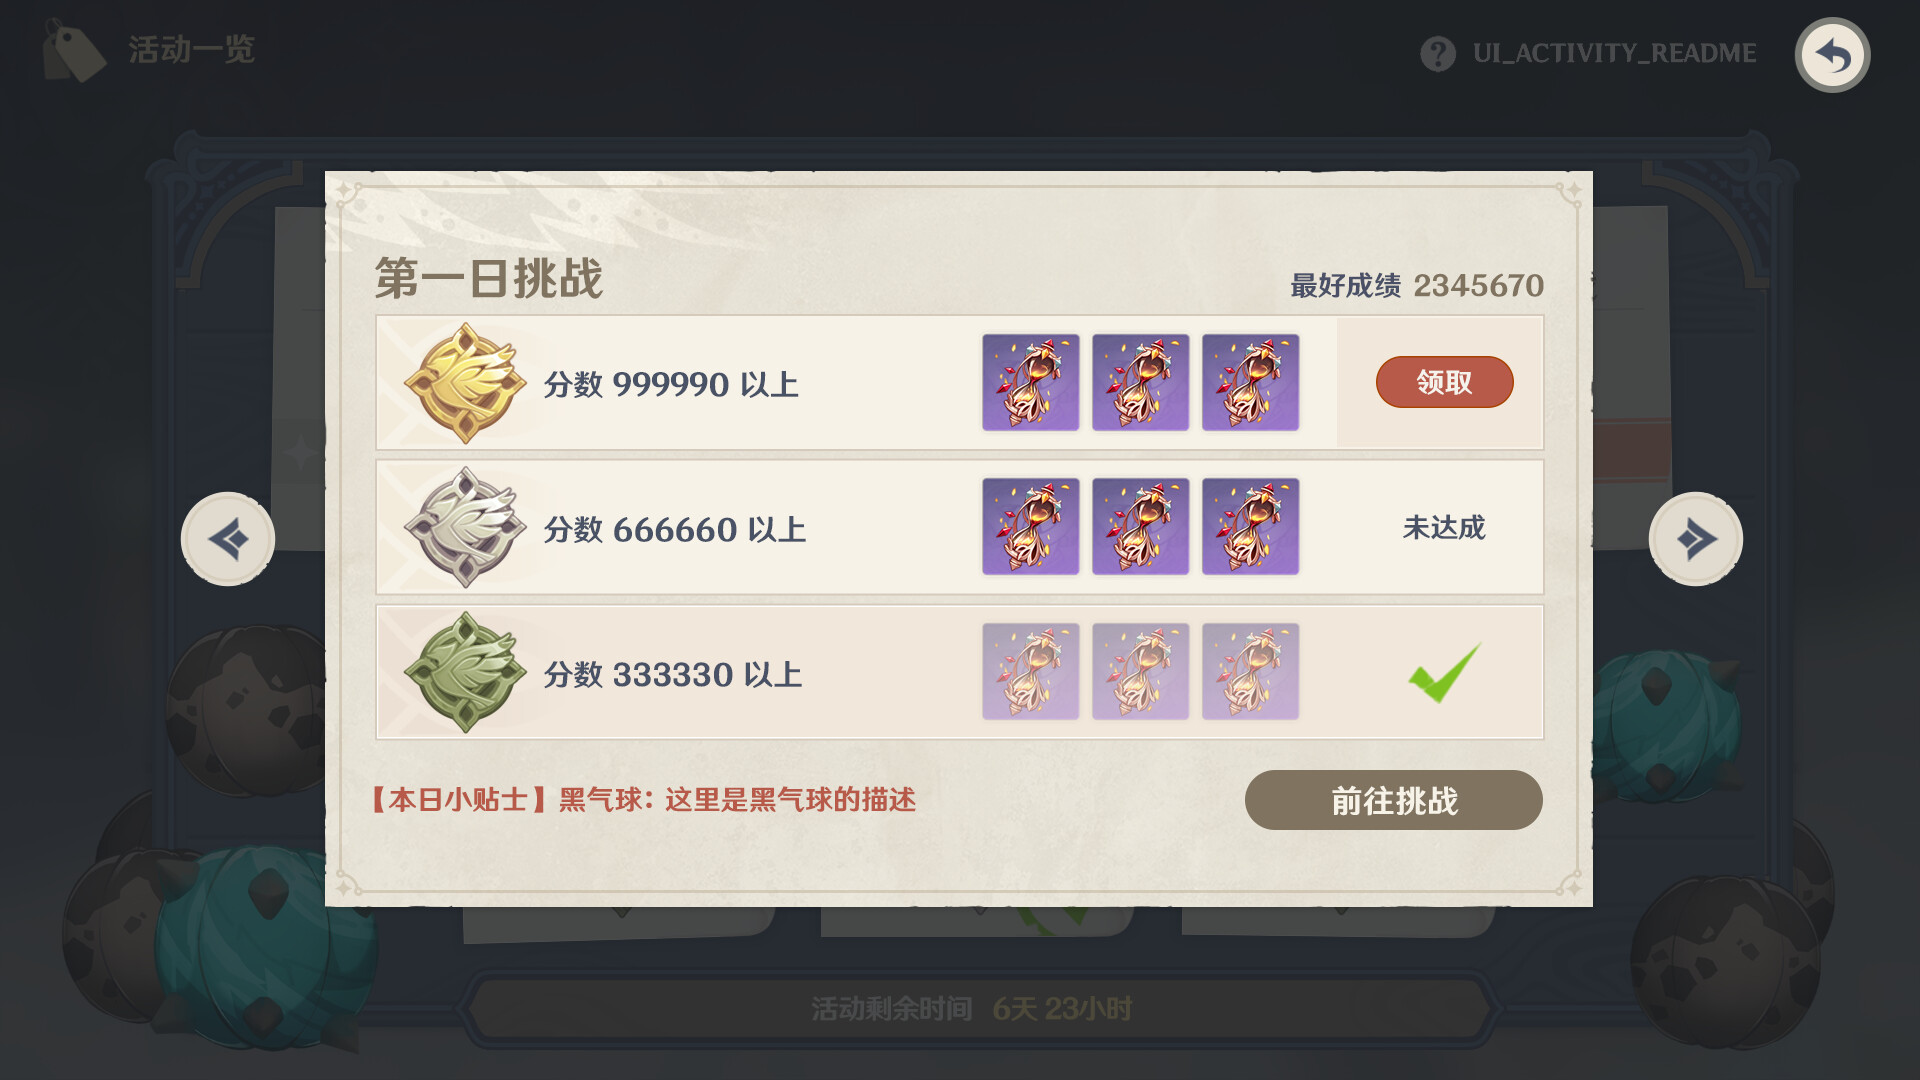 活动一览
UI_ACTIVITY_README
第一日挑战
最好成绩 2345670
分数 999990 以上
领取
分数 666660 以上
未达成
分数 333330 以上
【本日小贴士】黑气球：这里是黑气球的描述
前往挑战
活动剩余时间 6天 23小时